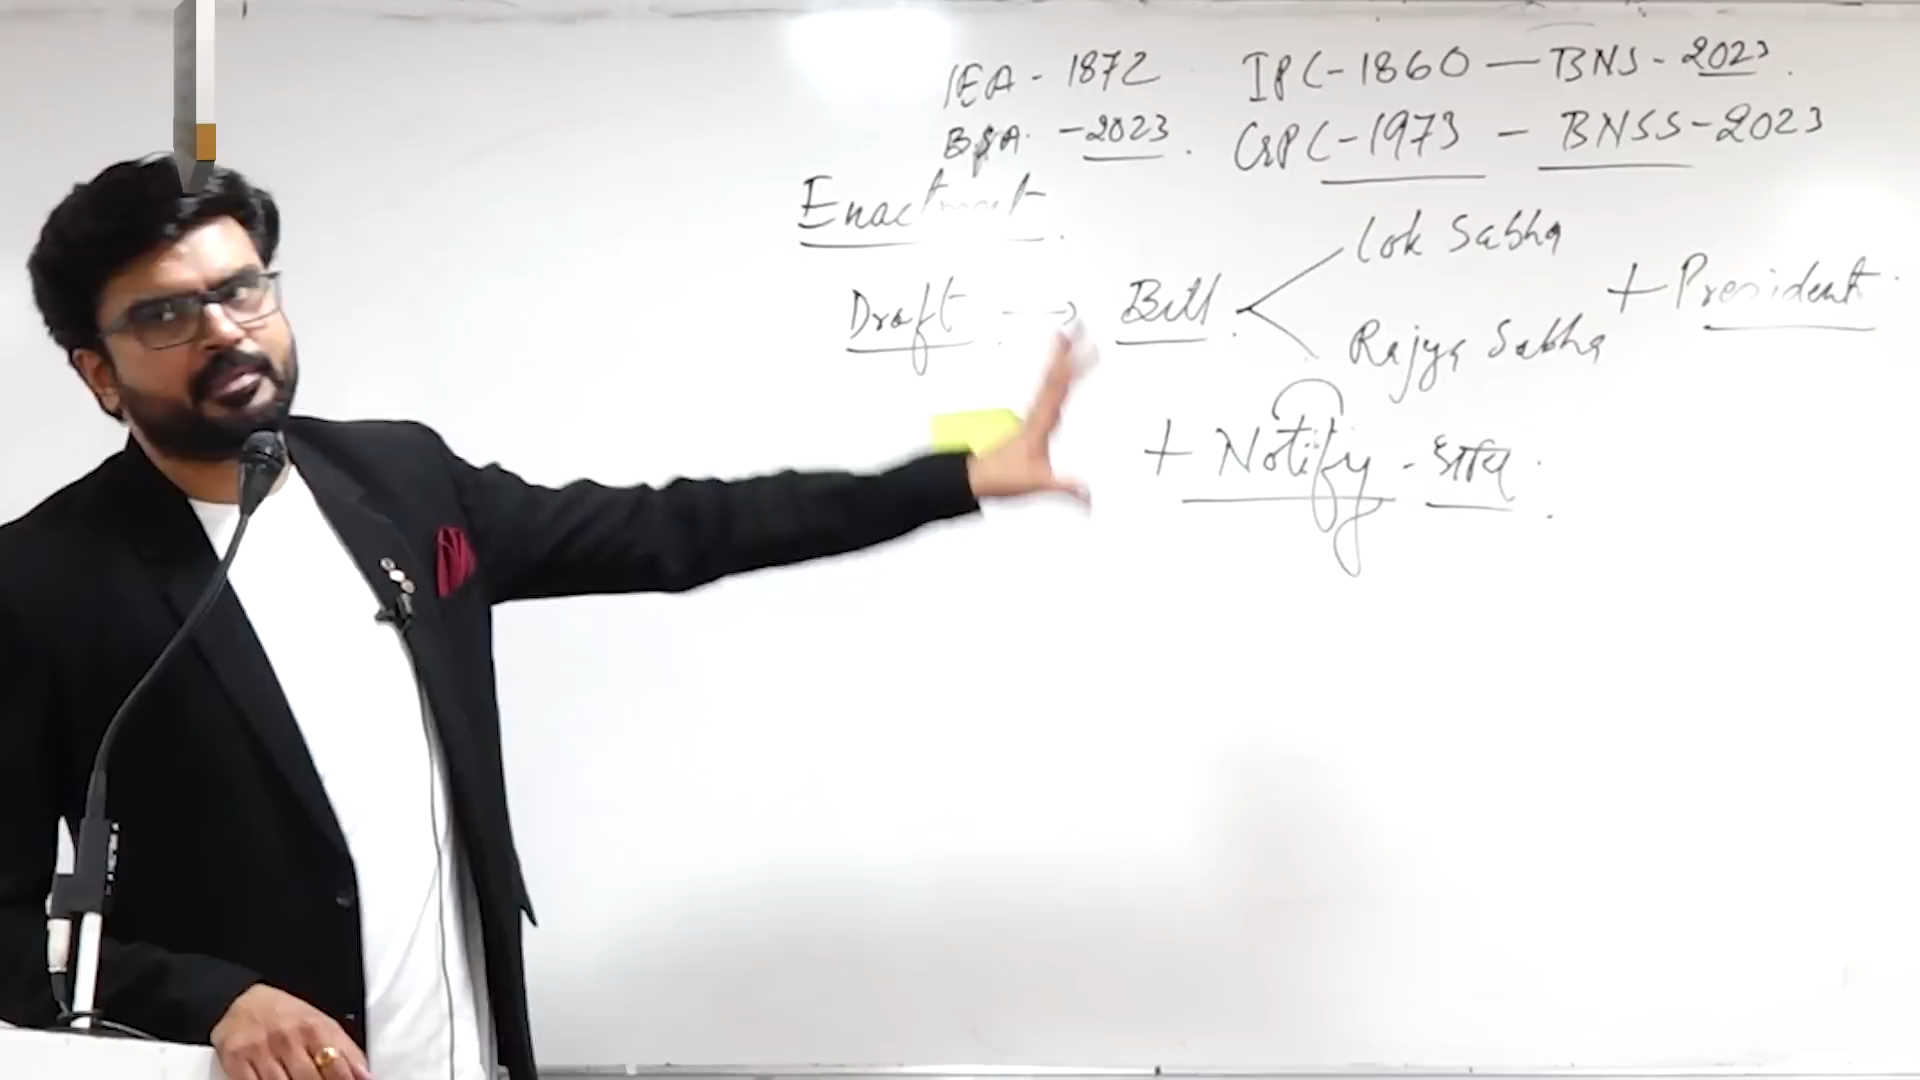 IEA - 1872 IPC - 1860 — BNS - 2023.
BSA. - 2023. CrPC - 1973 - BNSS - 2023
Enactment.
Lok Sabha
Draft → Bill + President
Rajya Sabha
+ Notify -